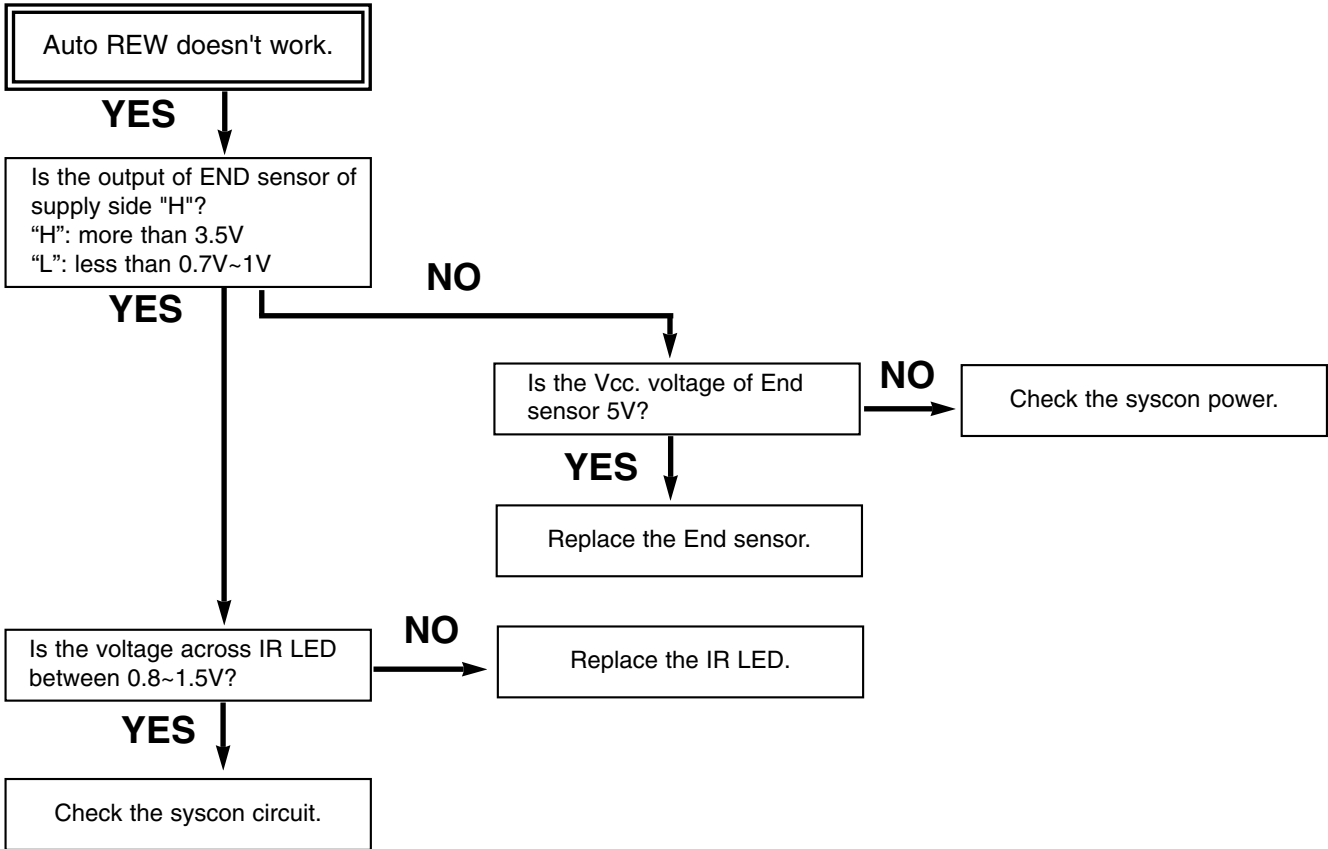 Auto REW doesn't work.
YES
Is the output of END sensor of
supply side "H"?
“H”: more than 3.5V
“L”: less than 0.7V~1V
YES
NO
Is the Vcc. voltage of End
sensor 5V?
NO
Check the syscon power.
YES
Replace the End sensor.
Is the voltage across IR LED
between 0.8~1.5V?
NO
Replace the IR LED.
YES
Check the syscon circuit.